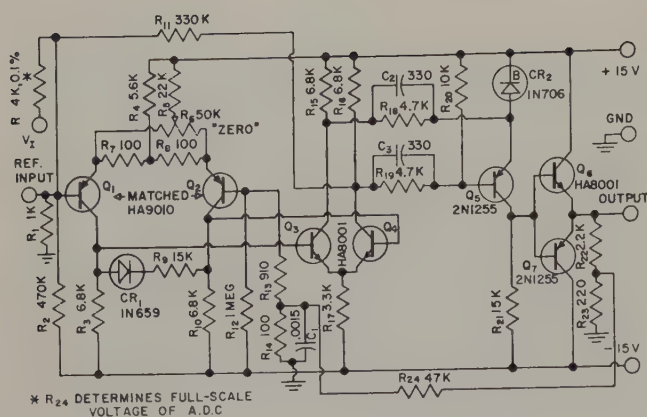 R11 330 K
R 4K,0.1% *
VI
REF. INPUT
R1 1K
R2 470K
R3 6.8K
R4 5.6K
R5 22K
R6 50K
"ZERO"
R7 100
R8 100
Q1
MATCHED
HA9010
Q2
CR1
1N659
R9 15K
R10 6.8K
R12 1 MEG
R13 910
R14 100
.0015
C1
R15 6.8K
R16 6.8K
C2 330
R18 4.7K
C3 330
R19 4.7K
R20 10K
B
CR2
1N706
+ 15 V
GND
Q3
HA8001
Q4
R17 3.3K
Q5
2N1255
Q6
HA8001
OUTPUT
Q7
2N1255
R21 15K
R22 2.2K
R23 220
- 15 V
R24 47K
* R24 DETERMINES FULL-SCALE
VOLTAGE OF A.D.C